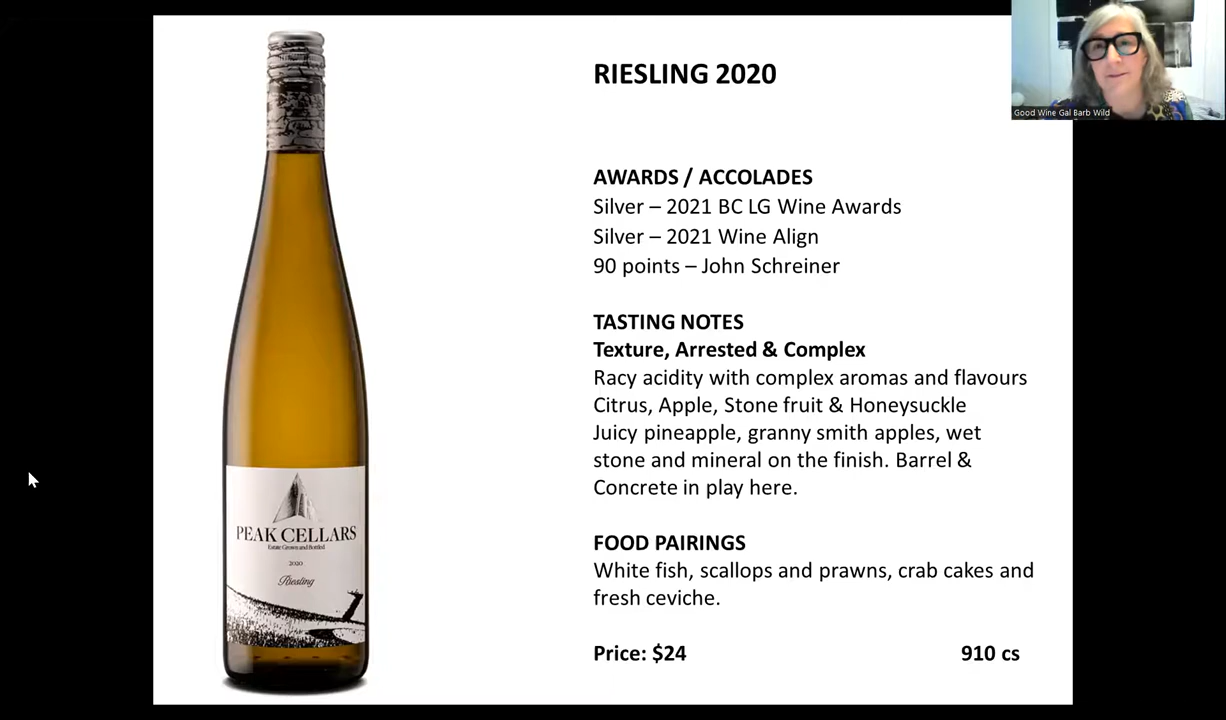 RIESLING 2020
Good Wine Gal Barb Wild
AWARDS / ACCOLADES
Silver – 2021 BC LG Wine Awards
Silver – 2021 Wine Align
90 points – John Schreiner
TASTING NOTES
Texture, Arrested & Complex
Racy acidity with complex aromas and flavours
Citrus, Apple, Stone fruit & Honeysuckle
Juicy pineapple, granny smith apples, wet
stone and mineral on the finish. Barrel &
Concrete in play here.
FOOD PAIRINGS
White fish, scallops and prawns, crab cakes and
fresh ceviche.
Price: $24 910 cs
PEAK CELLARS
Estate Grown and Bottled
2020
Riesling